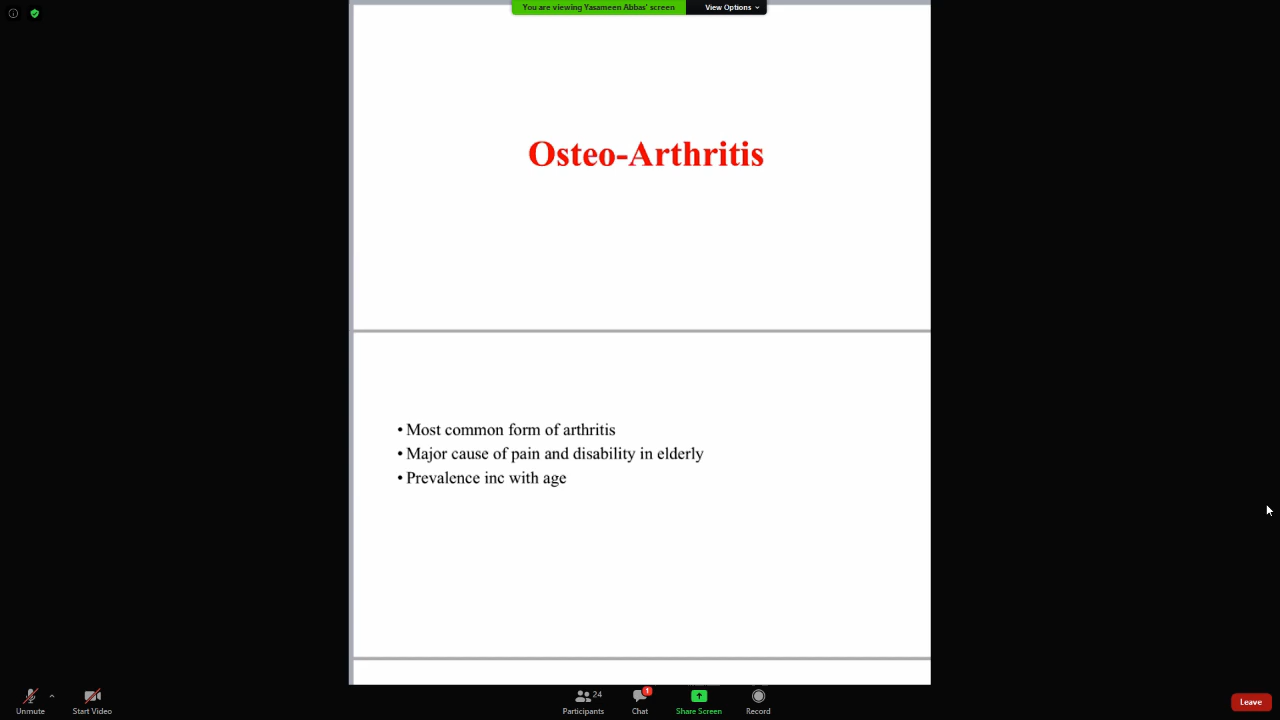 You are viewing Yasameen Abbas' screen
View Options
Osteo-Arthritis
• Most common form of arthritis
• Major cause of pain and disability in elderly
• Prevalence inc with age
Unmute
Start Video
24
Participants
1
Chat
Share Screen
Record
Leave